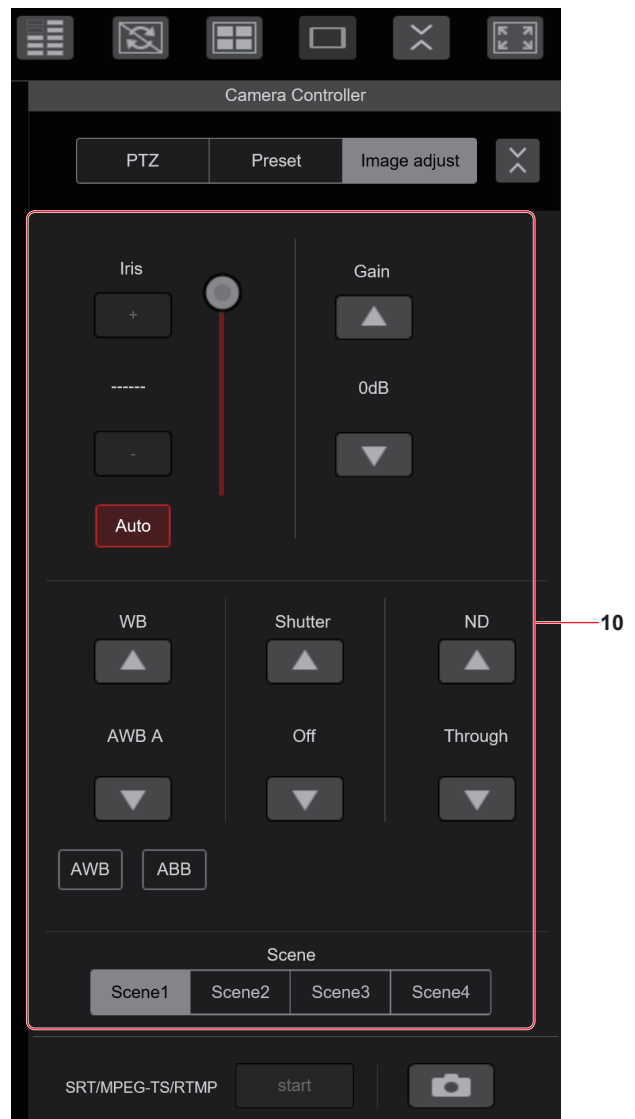 Camera Controller
PTZ Preset Image adjust
Iris Gain
+
------ 0dB
-
Auto
10
WB Shutter ND
AWB A Off Through
AWB ABB
Scene
Scene1 Scene2 Scene3 Scene4
SRT/MPEG-TS/RTMP start